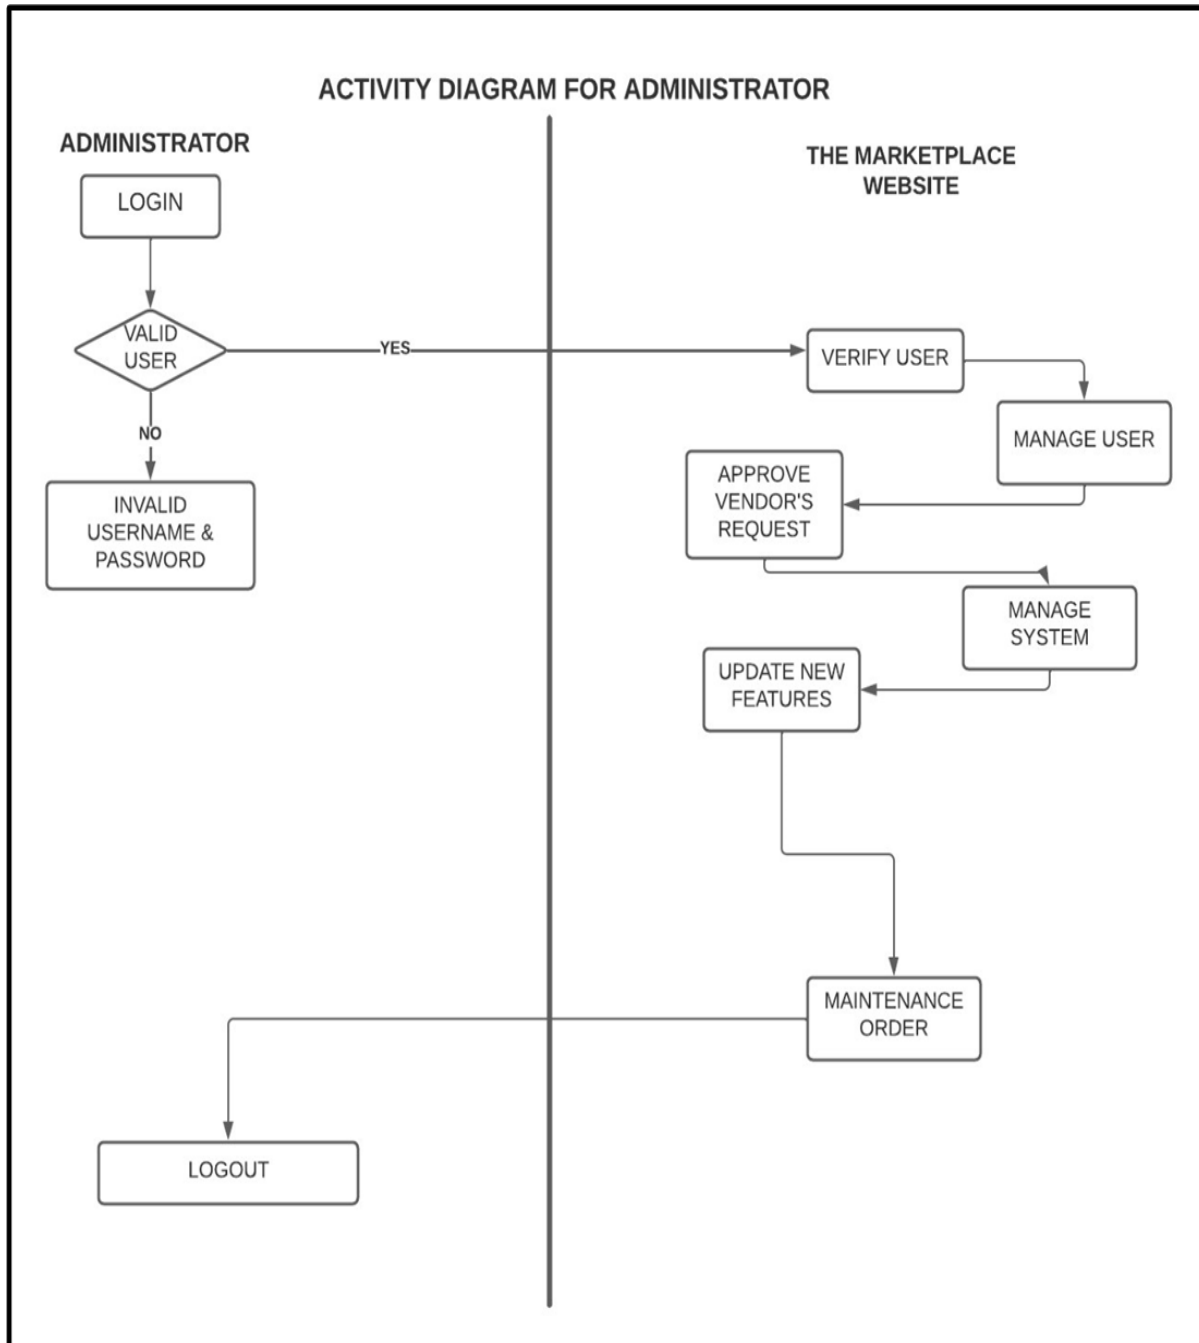 ACTIVITY DIAGRAM FOR ADMINISTRATOR
ADMINISTRATOR
THE MARKETPLACE
WEBSITE
LOGIN
VALID
USER
YES
VERIFY USER
MANAGE USER
NO
APPROVE
VENDOR'S
REQUEST
INVALID
USERNAME &
PASSWORD
MANAGE
SYSTEM
UPDATE NEW
FEATURES
MAINTENANCE
ORDER
LOGOUT